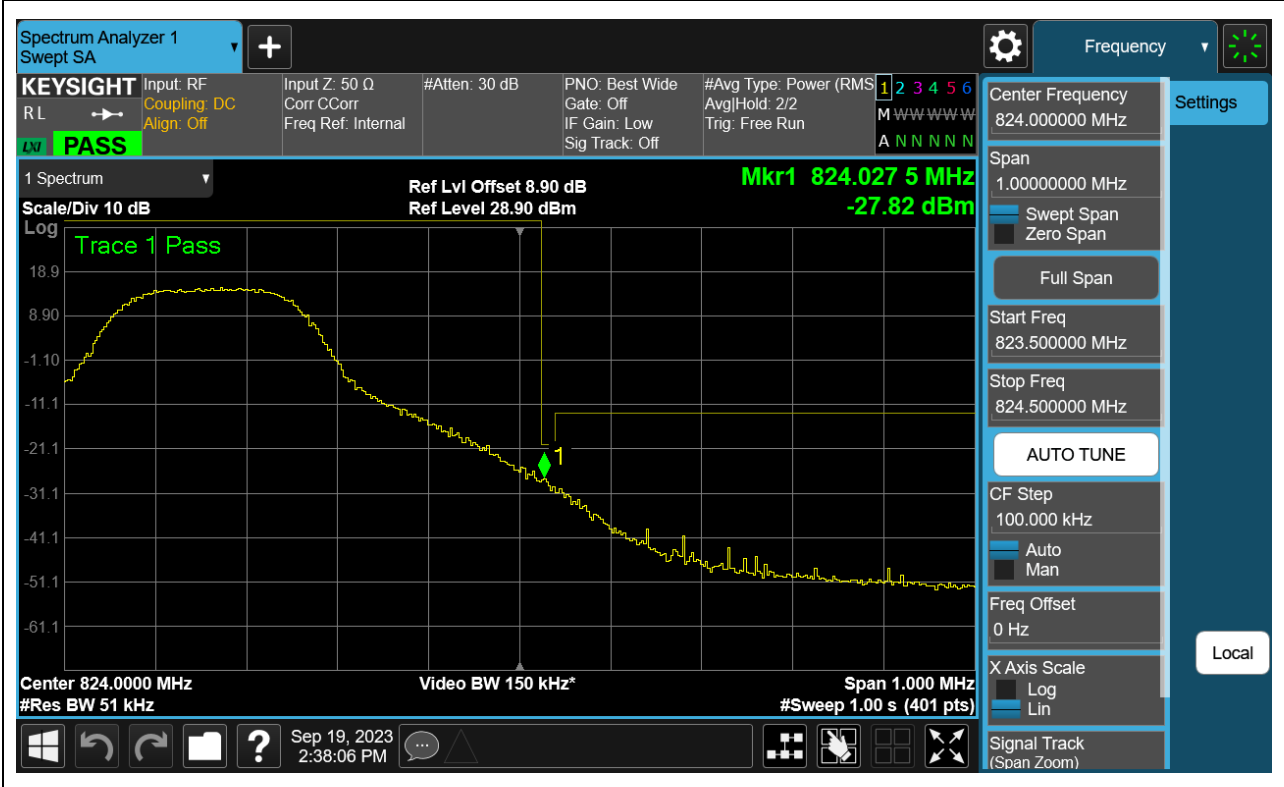 Spectrum Analyzer 1
Swept SA
Frequency
KEYSIGHT
R L
LXI
PASS
Input: RF
Coupling: DC
Align: Off
Input Z: 50 Ω
Corr CCorr
Freq Ref: Internal
#Atten: 30 dB
PNO: Best Wide
Gate: Off
IF Gain: Low
Sig Track: Off
#Avg Type: Power (RMS
Avg|Hold: 2/2
Trig: Free Run
1 2 3 4 5 6
M W W W W W
A N N N N N
1 Spectrum
Scale/Div 10 dB
Ref Lvl Offset 8.90 dB
Ref Level 28.90 dBm
Mkr1 824.027 5 MHz
-27.82 dBm
Log
Trace 1 Pass
18.9
8.90
-1.10
-11.1
-21.1
-31.1
-41.1
-51.1
-61.1
1
Center 824.0000 MHz
#Res BW 51 kHz
Video BW 150 kHz*
Span 1.000 MHz
#Sweep 1.00 s (401 pts)
Sep 19, 2023
2:38:06 PM
?
Center Frequency
824.000000 MHz
Span
1.00000000 MHz
Swept Span
Zero Span
Full Span
Start Freq
823.500000 MHz
Stop Freq
824.500000 MHz
AUTO TUNE
CF Step
100.000 kHz
Auto
Man
Freq Offset
0 Hz
X Axis Scale
Log
Lin
Signal Track
(Span Zoom)
Settings
Local